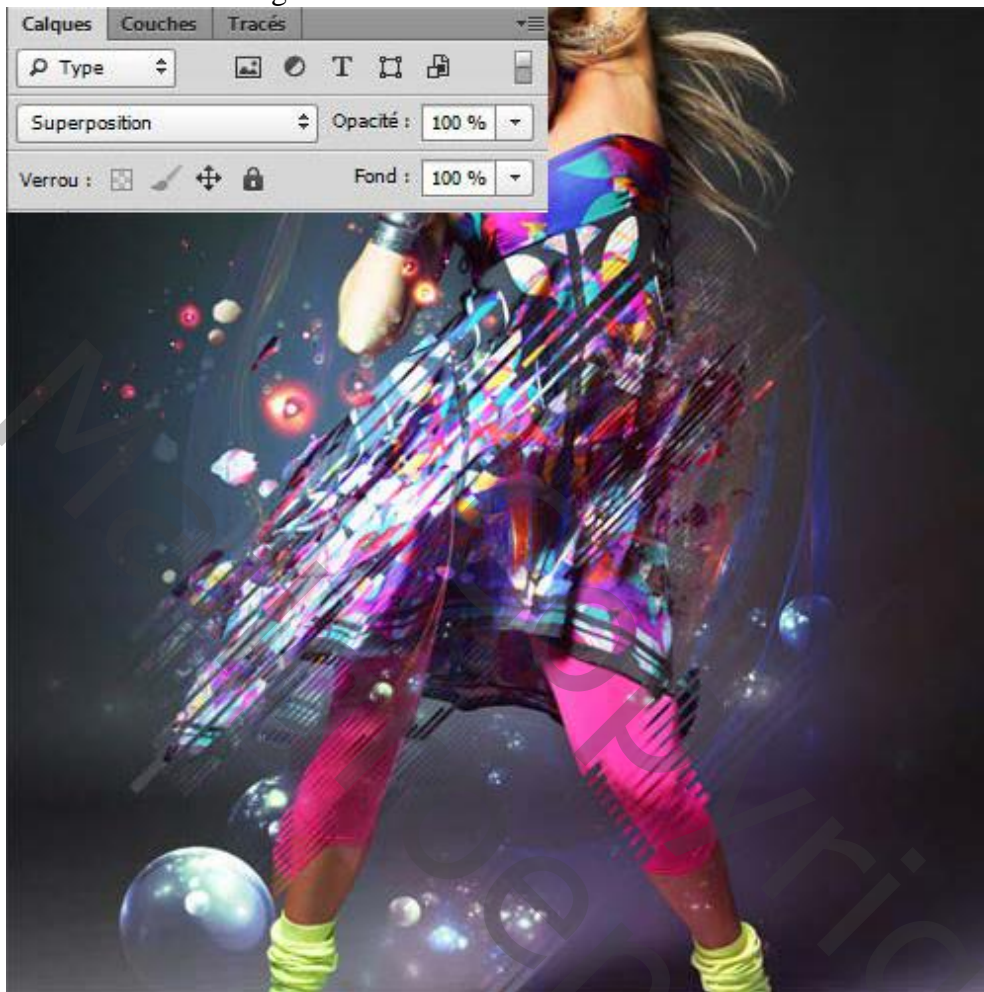 Calques Couches Tracés
Type
Superposition Opacité : 100 %
Verrou : Fond : 100 %